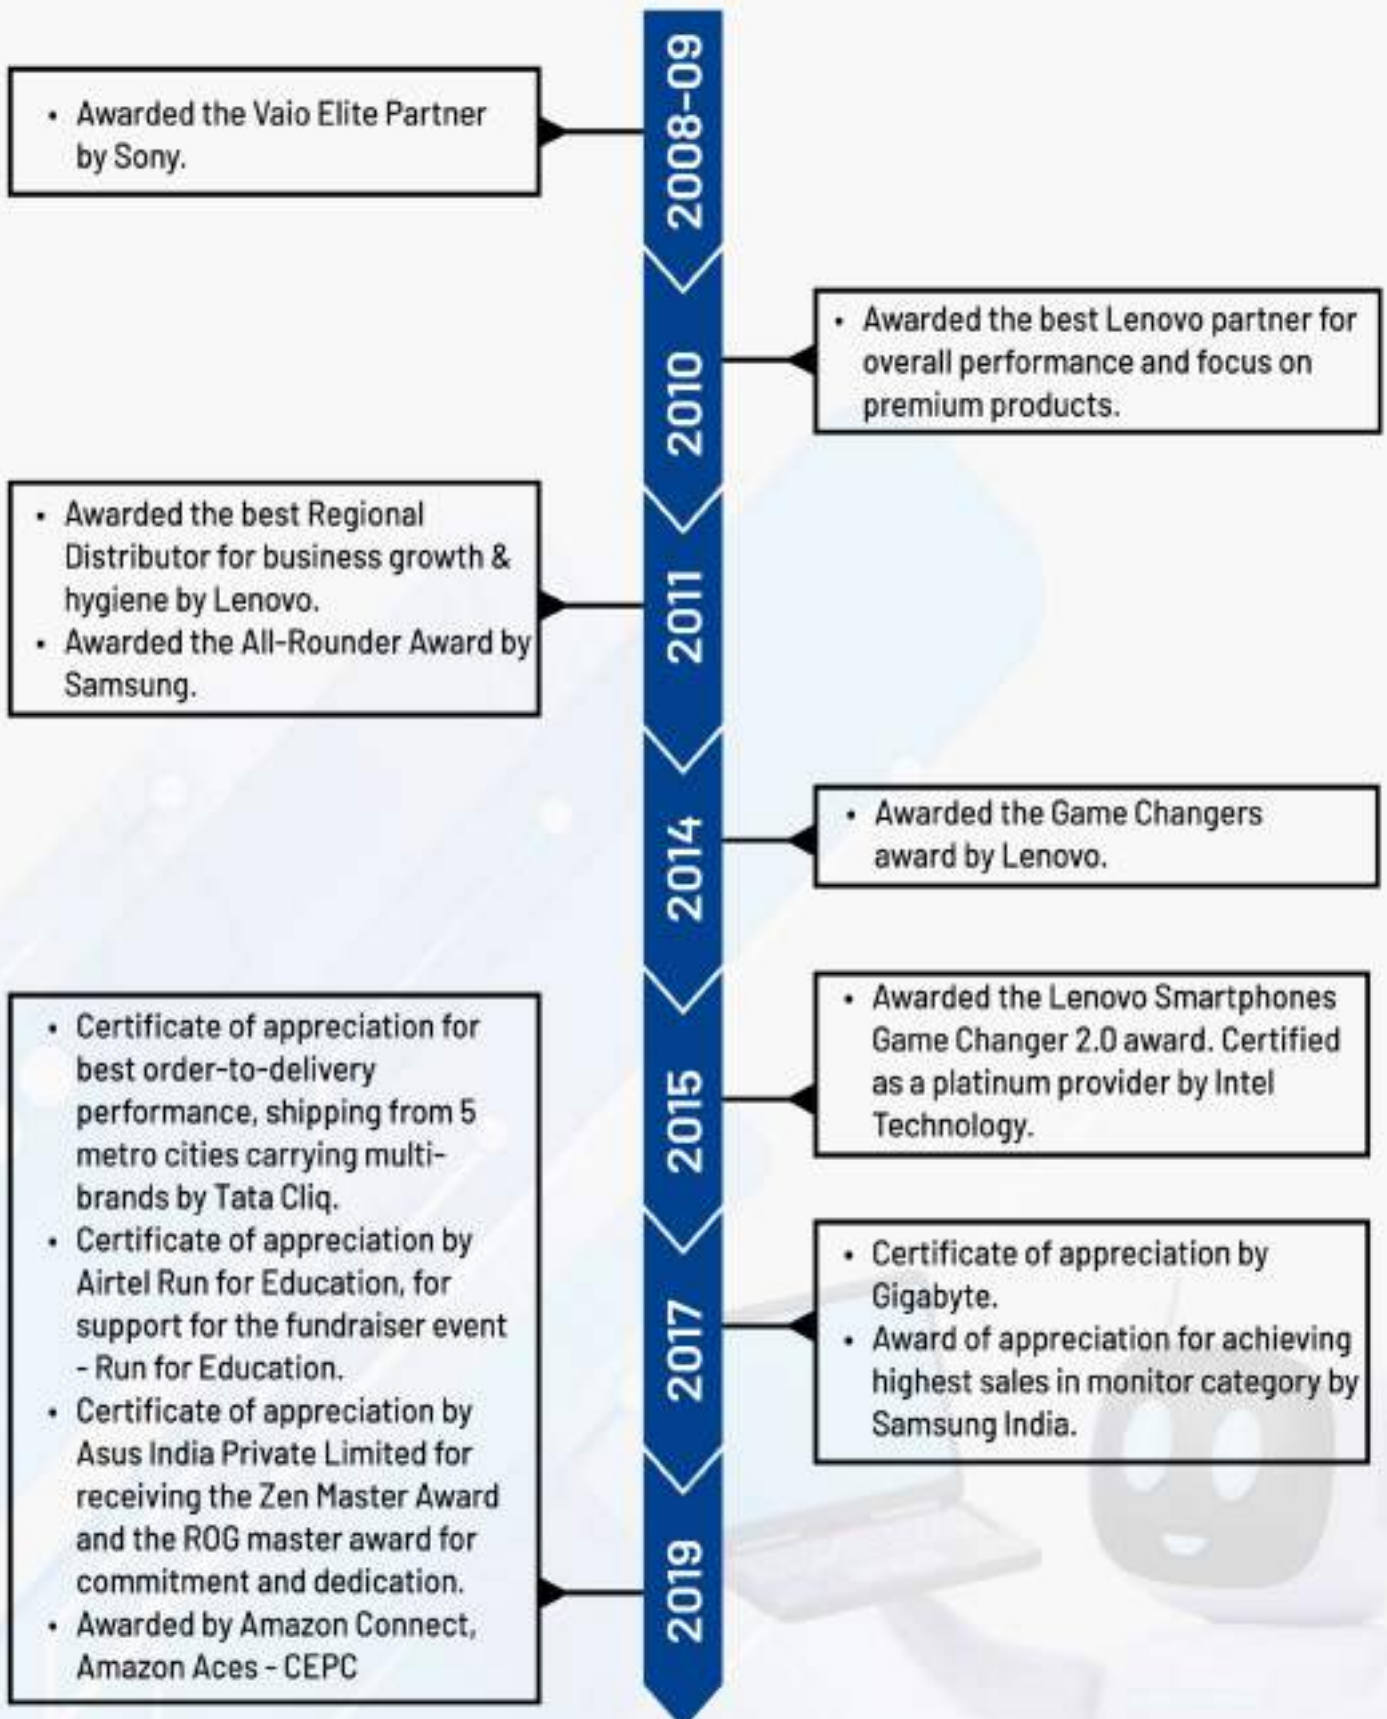 2008-09
• Awarded the Vaio Elite Partner
by Sony.
2010
• Awarded the best Lenovo partner for
overall performance and focus on
premium products.
2011
• Awarded the best Regional
Distributor for business growth &
hygiene by Lenovo.
• Awarded the All-Rounder Award by
Samsung.
2014
• Awarded the Game Changers
award by Lenovo.
2015
• Awarded the Lenovo Smartphones
Game Changer 2.0 award. Certified
as a platinum provider by Intel
Technology.
2017
• Certificate of appreciation by
Gigabyte.
• Award of appreciation for achieving
highest sales in monitor category by
Samsung India.
2019
• Certificate of appreciation for
best order-to-delivery
performance, shipping from 5
metro cities carrying multi-
brands by Tata Cliq.
• Certificate of appreciation by
Airtel Run for Education, for
support for the fundraiser event
- Run for Education.
• Certificate of appreciation by
Asus India Private Limited for
receiving the Zen Master Award
and the ROG master award for
commitment and dedication.
• Awarded by Amazon Connect,
Amazon Aces - CEPC